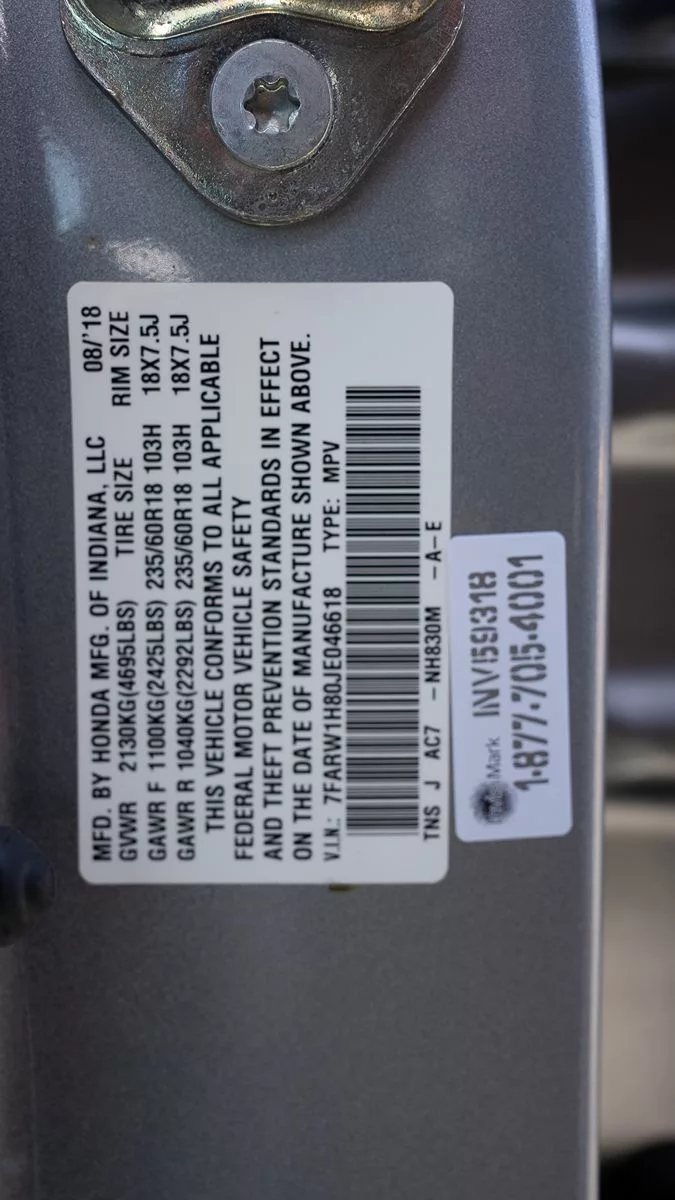 MFD. BY HONDA MFG. OF INDIANA, LLC 08/'18
GVWR 2130KG(4695LBS) TIRE SIZE RIM SIZE
GAWR F 1100KG(2425LBS) 235/60R18 103H 18X7.5J
GAWR R 1040KG(2292LBS) 235/60R18 103H 18X7.5J
THIS VEHICLE CONFORMS TO ALL APPLICABLE
FEDERAL MOTOR VEHICLE SAFETY
AND THEFT PREVENTION STANDARDS IN EFFECT
ON THE DATE OF MANUFACTURE SHOWN ABOVE.
V.I.N.: 7FARW1H80JE046618 TYPE: MPV
TNS J AC7 -NH830M -A-E
Mark INV59318
1-877-705-4001